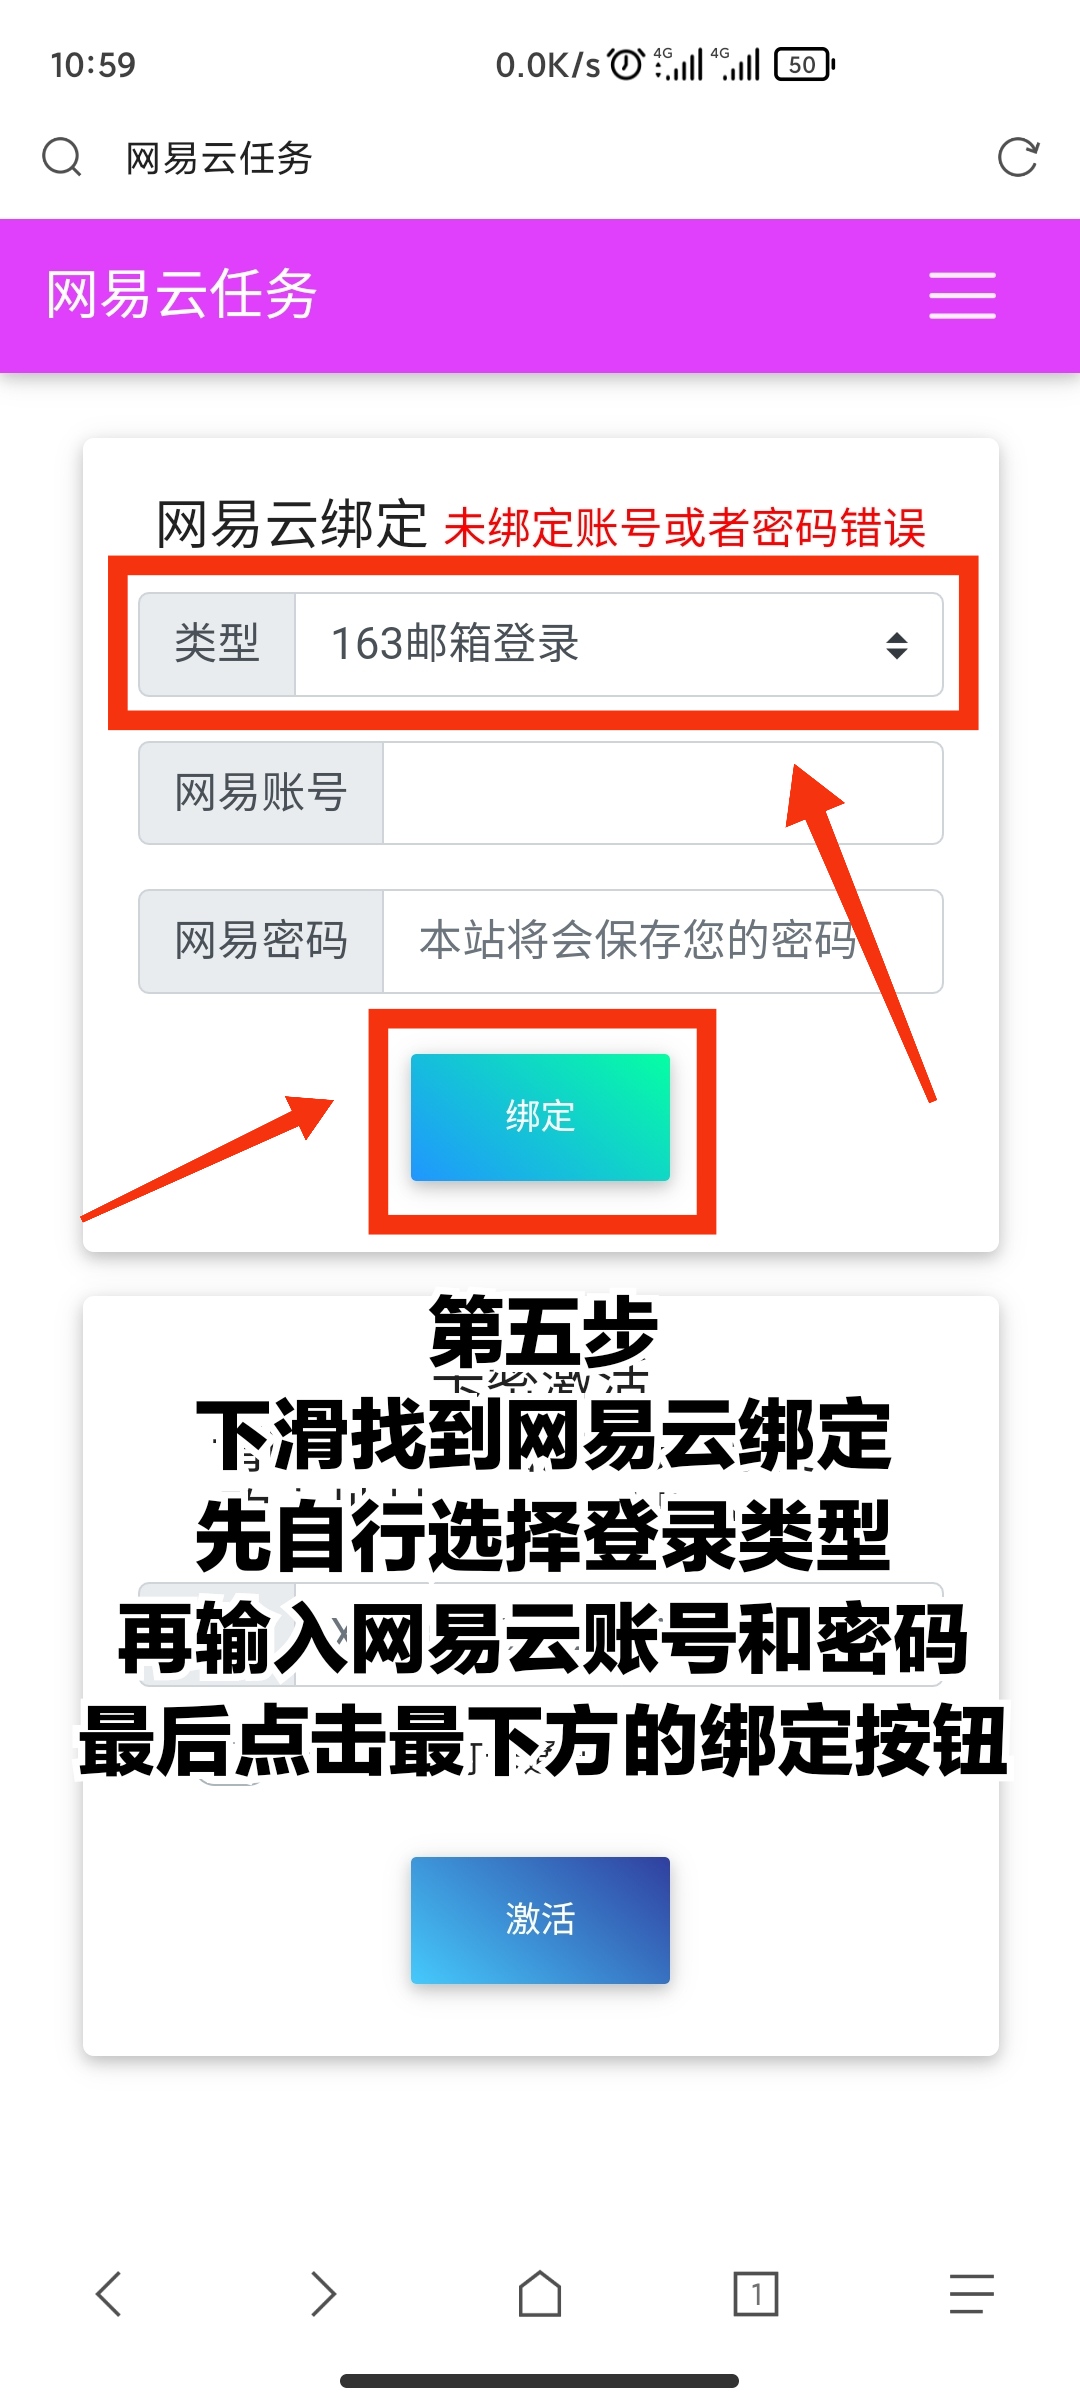 10:59 0.0K/s 4G 4G 50
网易云任务
网易云任务
网易云绑定 未绑定账号或者密码错误
类型 163邮箱登录
网易账号
网易密码 本站将会保存您的密码
绑定
第五步
下滑找到网易云绑定
先自行选择登录类型
再输入网易云账号和密码
最后点击最下方的绑定按钮
激活
1